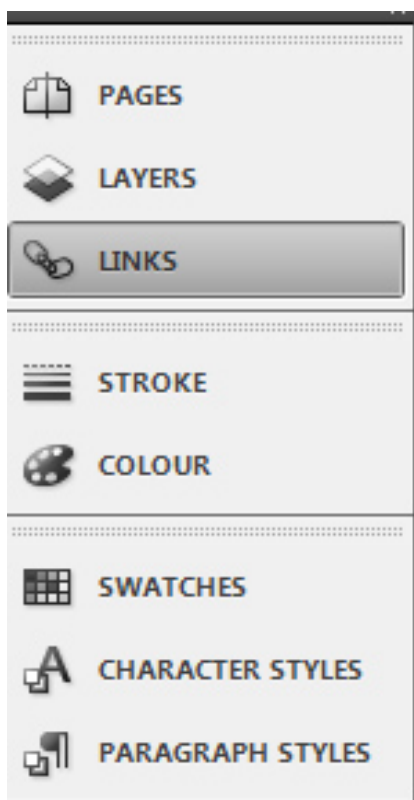 PAGES
LAYERS
LINKS
STROKE
COLOUR
SWATCHES
CHARACTER STYLES
PARAGRAPH STYLES